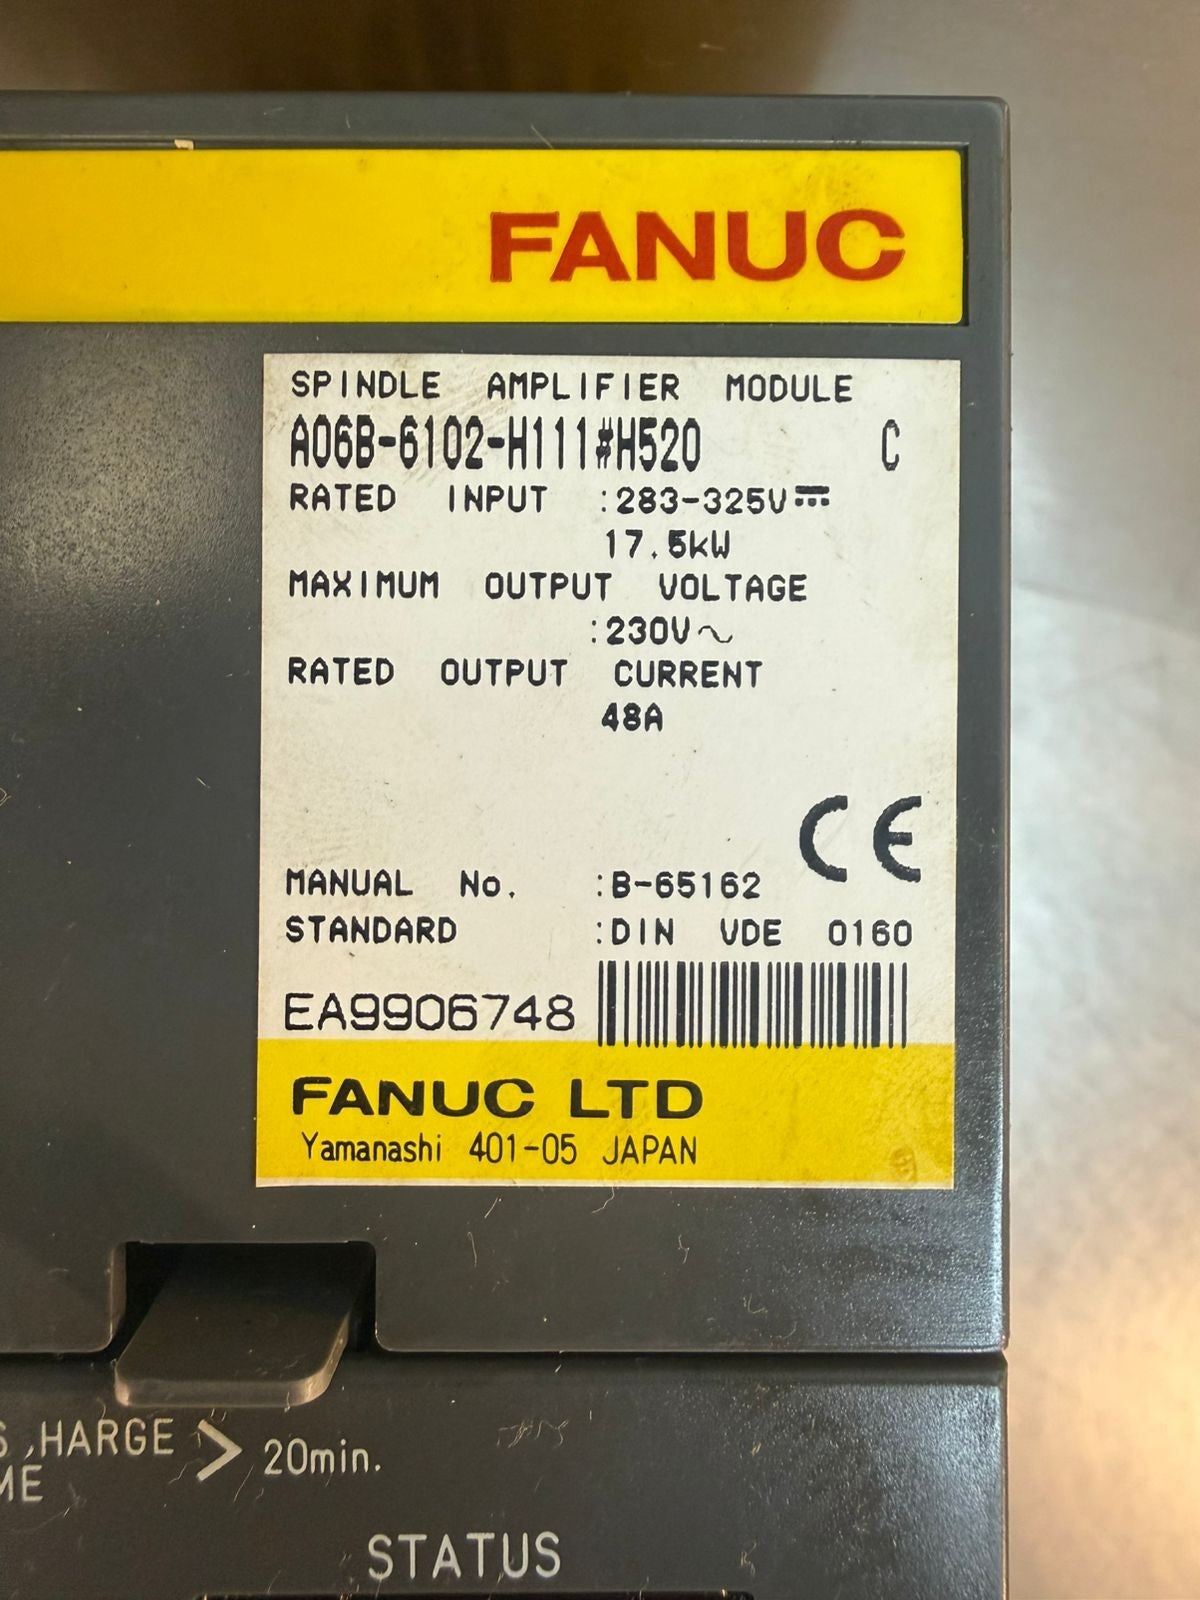 FANUC
SPINDLE AMPLIFIER MODULE
A06B-6102-H111#H520 C
RATED INPUT :283-325V⎓
17.5kW
MAXIMUM OUTPUT VOLTAGE
:230V~
RATED OUTPUT CURRENT
48A
CE
MANUAL No. :B-65162
STANDARD :DIN VDE 0160
EA9906748
FANUC LTD
Yamanashi 401-05 JAPAN
HARGE > 20min.
ME
STATUS